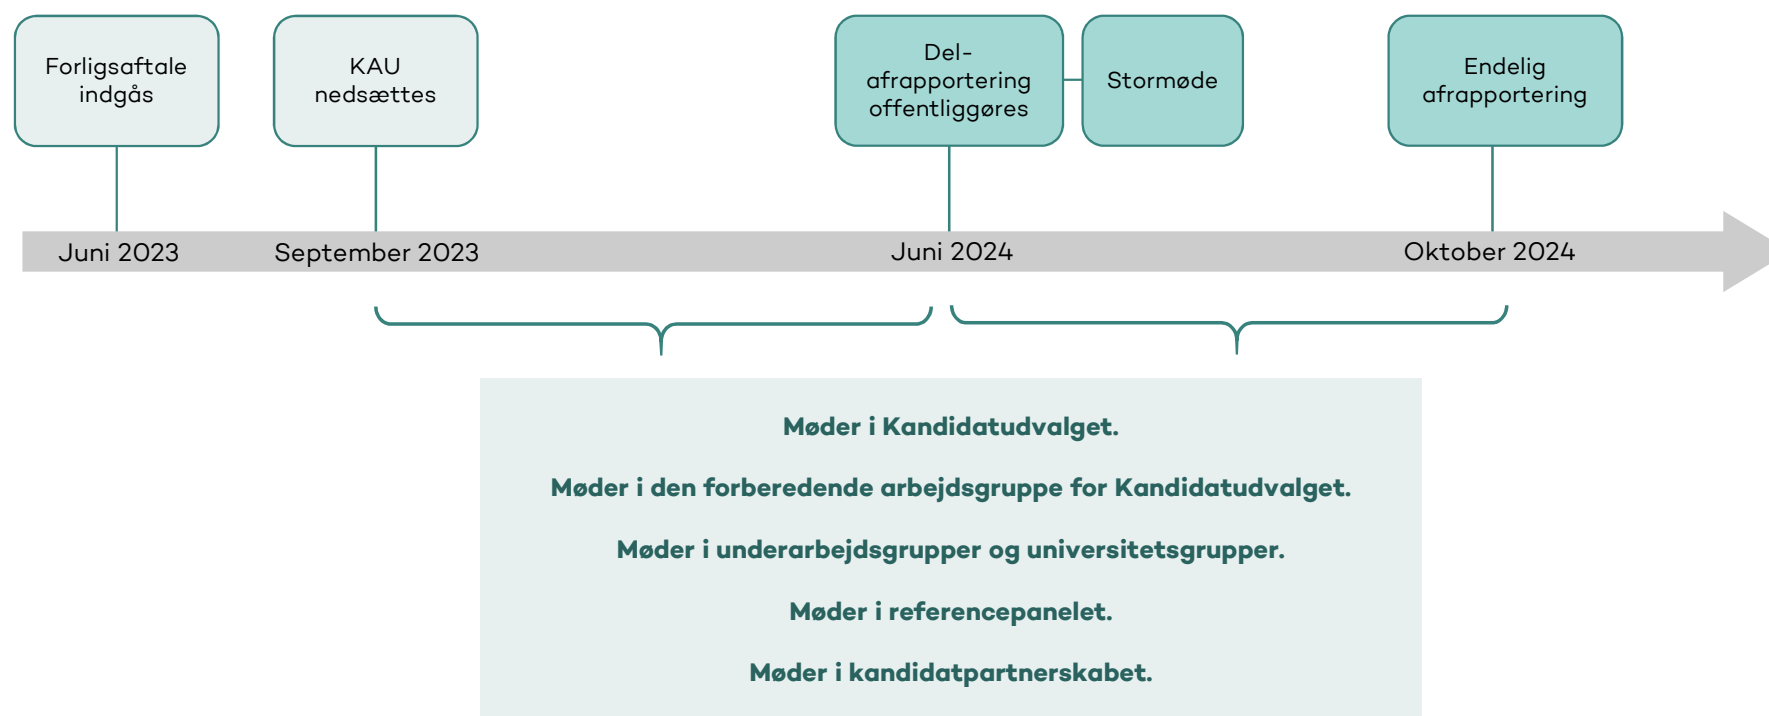 Forligsaftale
indgås
KAU
nedsættes
Del-
afrapportering
offentliggøres
Stormøde
Endelig
afrapportering
Juni 2023
September 2023
Juni 2024
Oktober 2024
Møder i Kandidatudvalget.
Møder i den forberedende arbejdsgruppe for Kandidatudvalget.
Møder i underarbejdsgrupper og universitetsgrupper.
Møder i referencepanelet.
Møder i kandidatpartnerskabet.